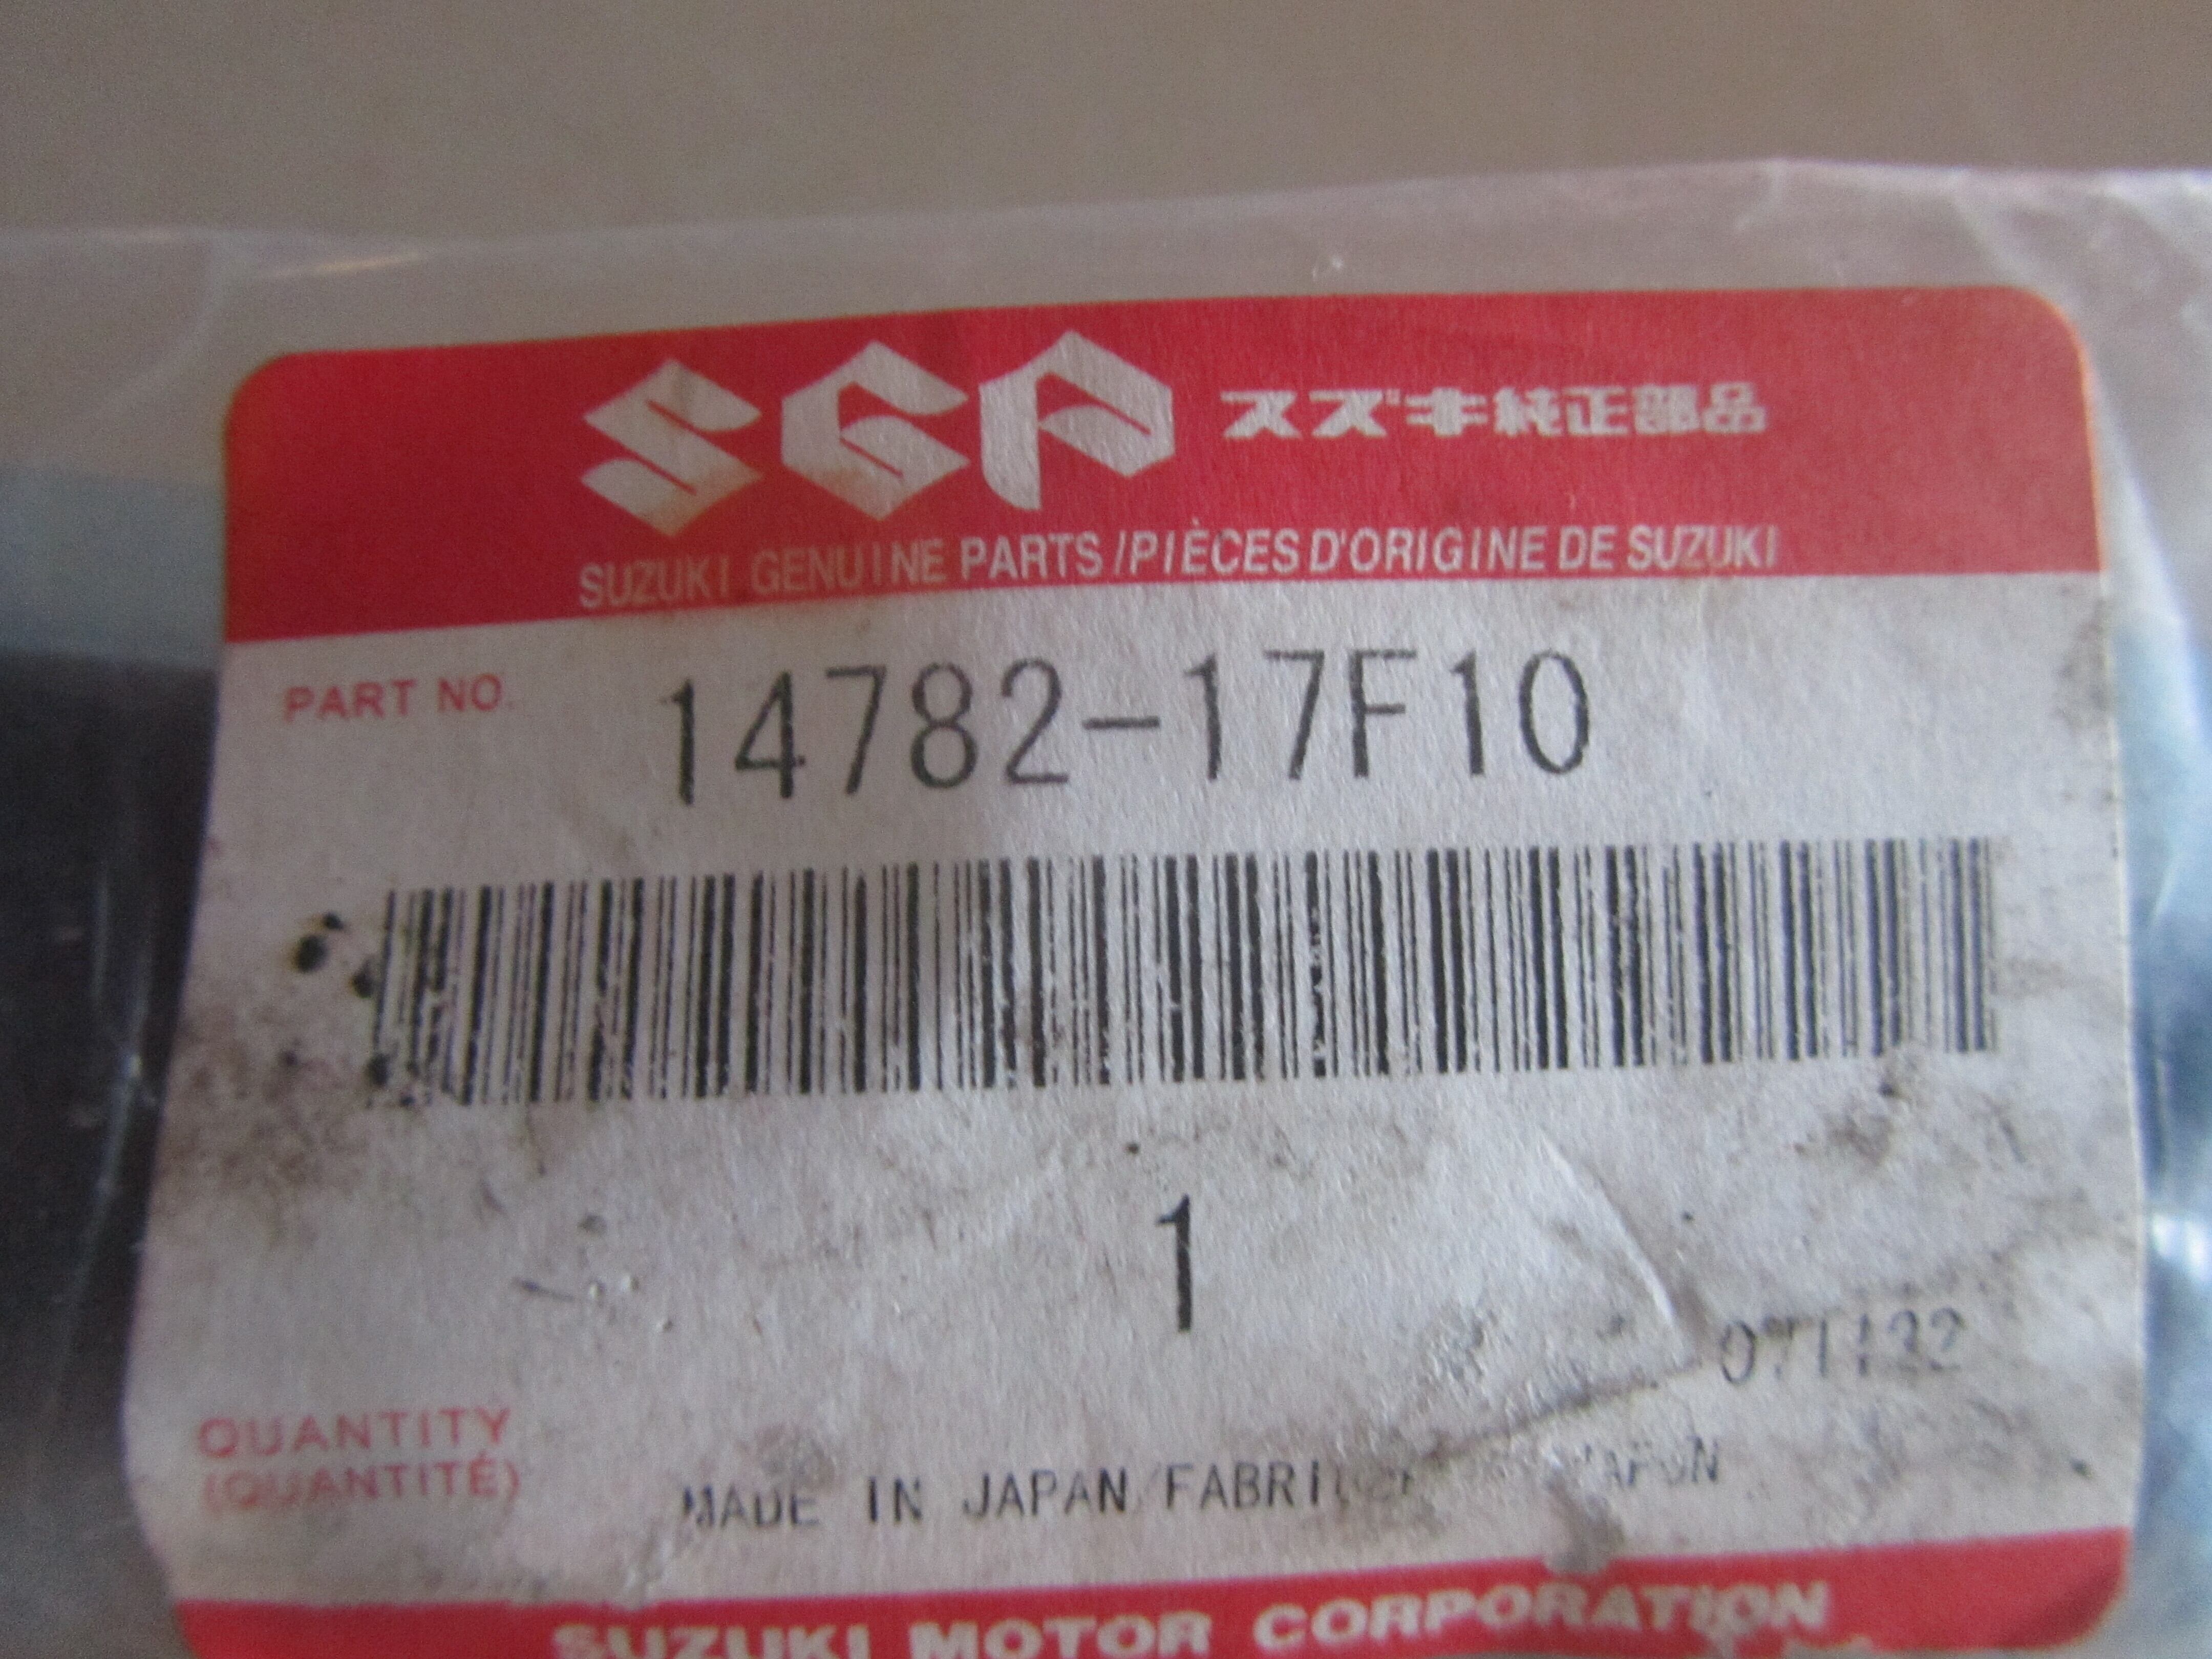 SGP スズキ純正部品
SUZUKI GENUINE PARTS/PIÈCES D'ORIGINE DE SUZUKI
PART NO. 14782-17F10
1
QUANTITY
(QUANTITÉ)
MADE IN JAPAN/
SUZUKI MOTOR CORPORATION